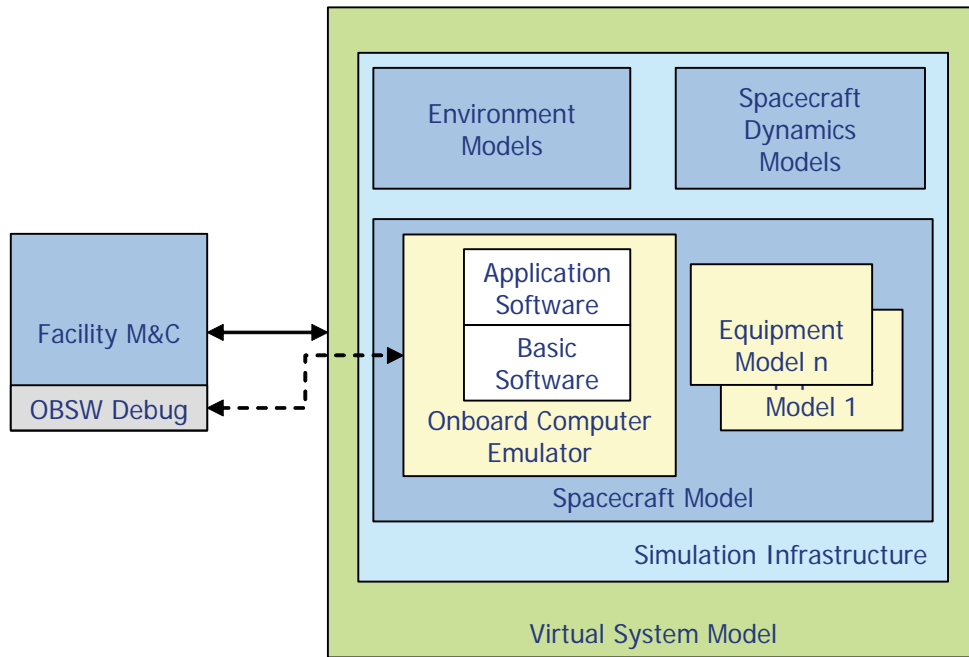 Environment
Models
Spacecraft
Dynamics
Models
Facility M&C
OBSW Debug
Application
Software
Basic
Software
Onboard Computer
Emulator
Equipment
Model n
Model 1
Spacecraft Model
Simulation Infrastructure
Virtual System Model